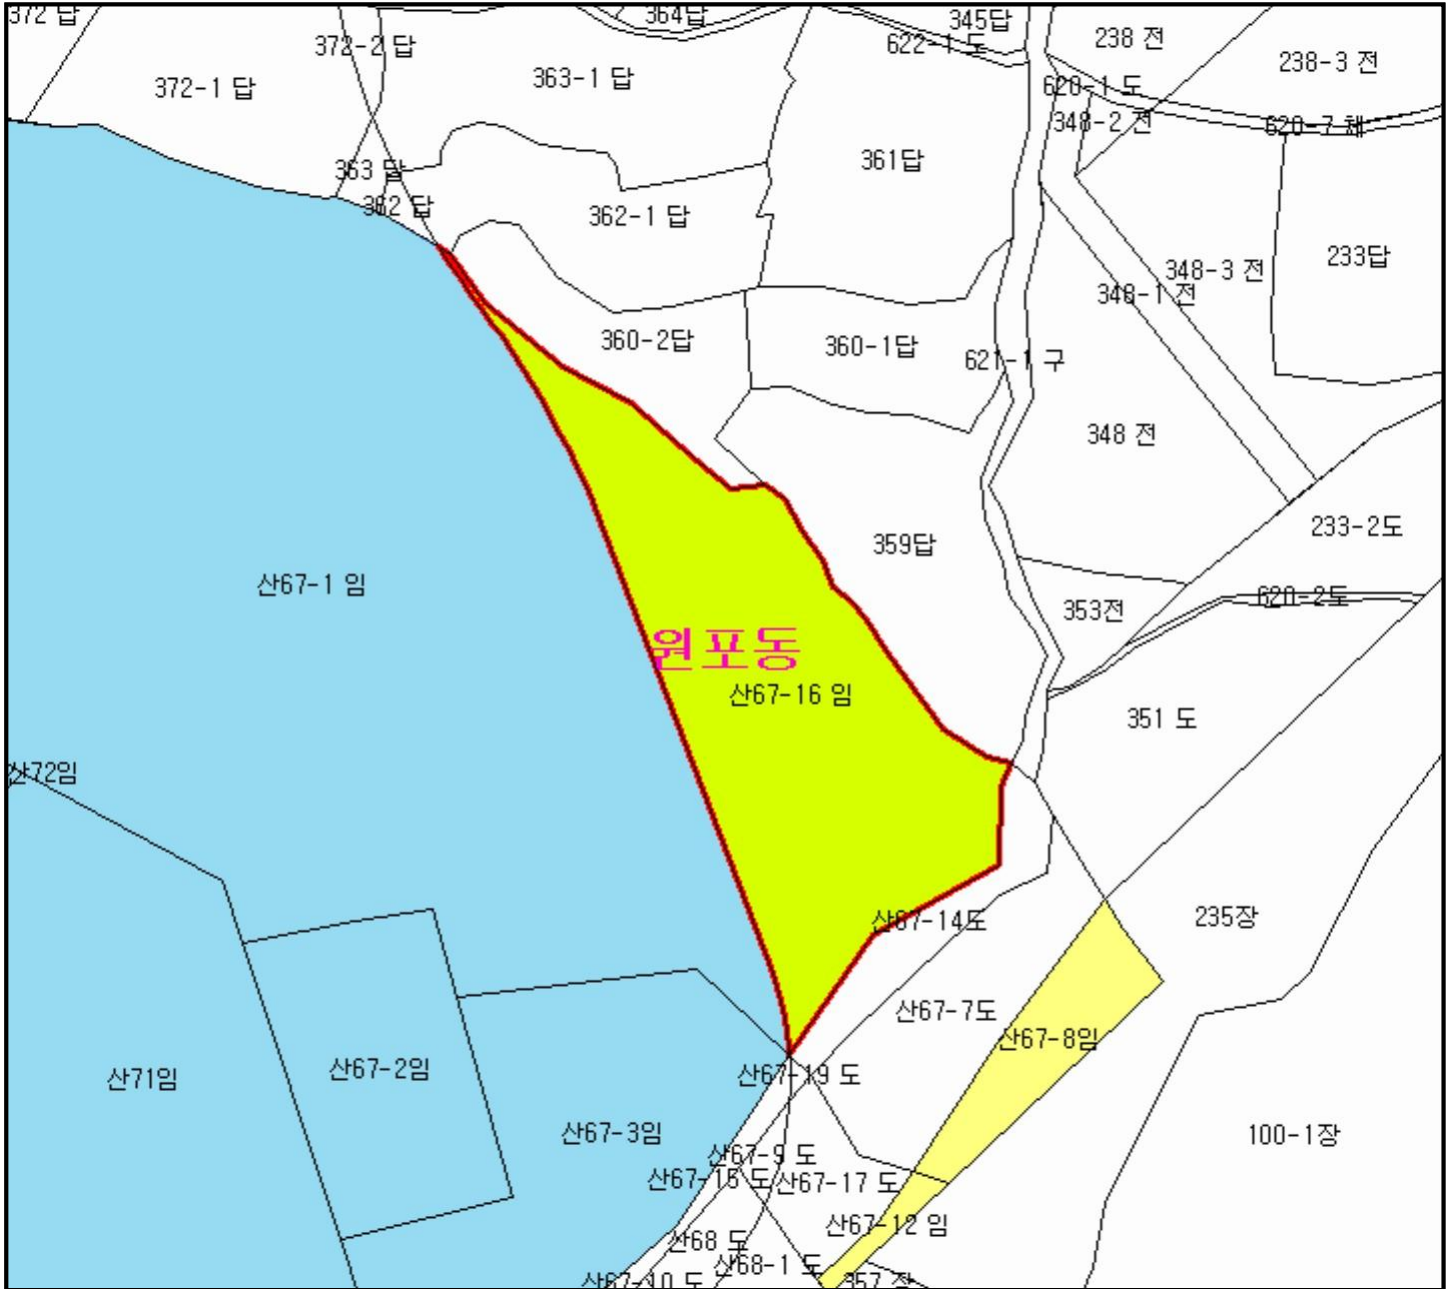 372 답
364답
345답
372-2 답
622-1 도
238 전
238-3 전
372-1 답
363-1 답
620-1 도
348-2 전
620-7 체
361답
363 답
362 답
362-1 답
233답
348-3 전
348-1 전
360-2답
360-1답
621-1 구
348 전
233-2도
359답
산67-1 임
353전
620-2도
원포동
산67-16 임
351 도
산72임
산67-14도
235장
산67-7도
산67-8임
산67-2임
산71임
산67-19 도
산67-3임
100-1장
산67-9 도
산67-15 도
산67-17 도
산67-12 임
산68 도
산68-1 도
산67-10 도
357 전